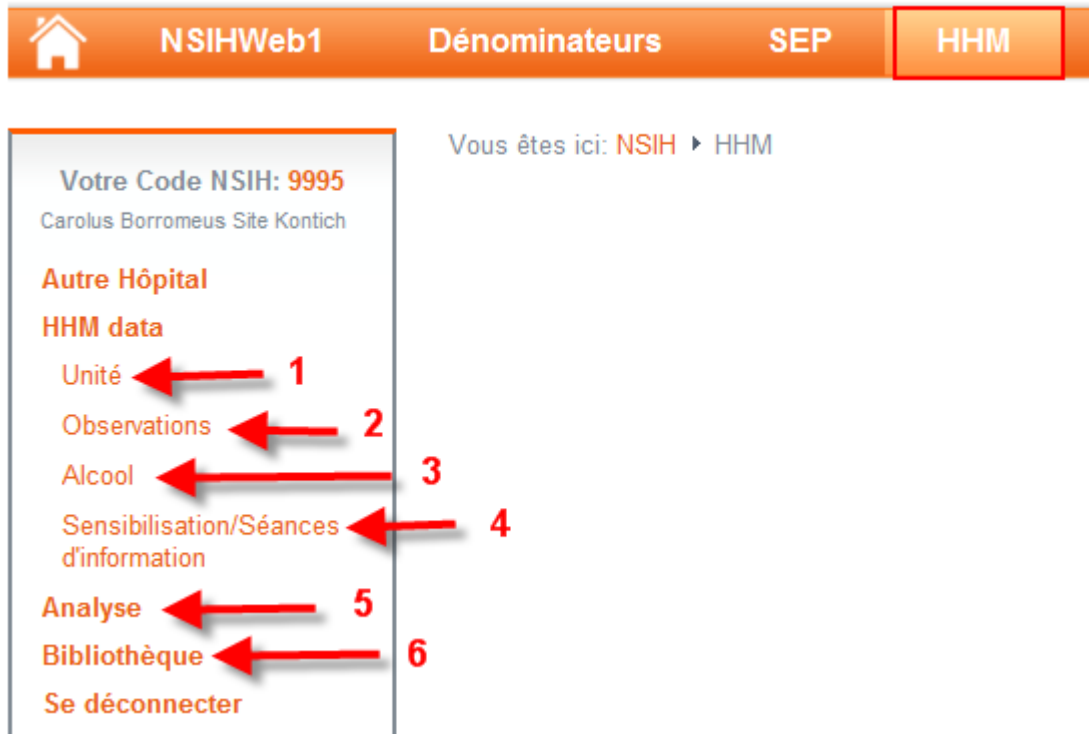 NSIHWeb1 Dénominateurs SEP HHM
Vous êtes ici: NSIH ▸ HHM
Votre Code NSIH: 9995
Carolus Borromeus Site Kontich
Autre Hôpital
HHM data
Unité 1
Observations 2
Alcool 3
Sensibilisation/Séances 4
d'information
Analyse 5
Bibliothèque 6
Se déconnecter